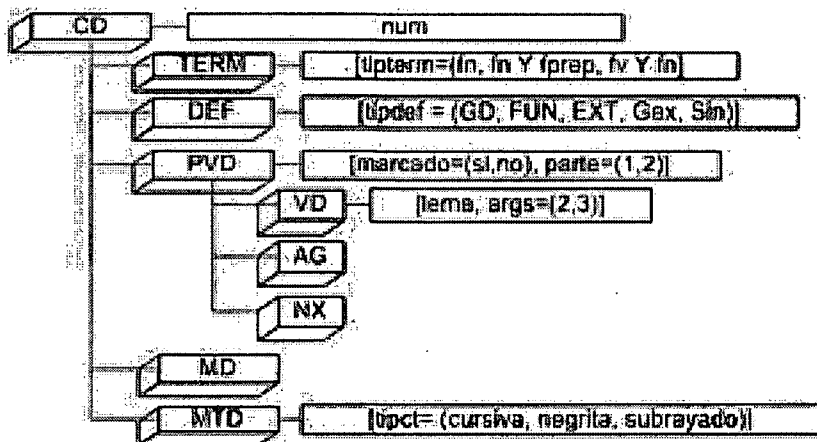 CD num
TERM [tipterm=(fn, fn Y fprep, fv Y fn]
DEF [tipdef = (GD, FUN, EXT, Gex, Sin)]
PVD [marcado=(si,no), parte=(1,2)]
VD [lema, args=(2,3)]
AG
NX
MD
MTD [tipct= (cursiva, negrita, subrayado)]